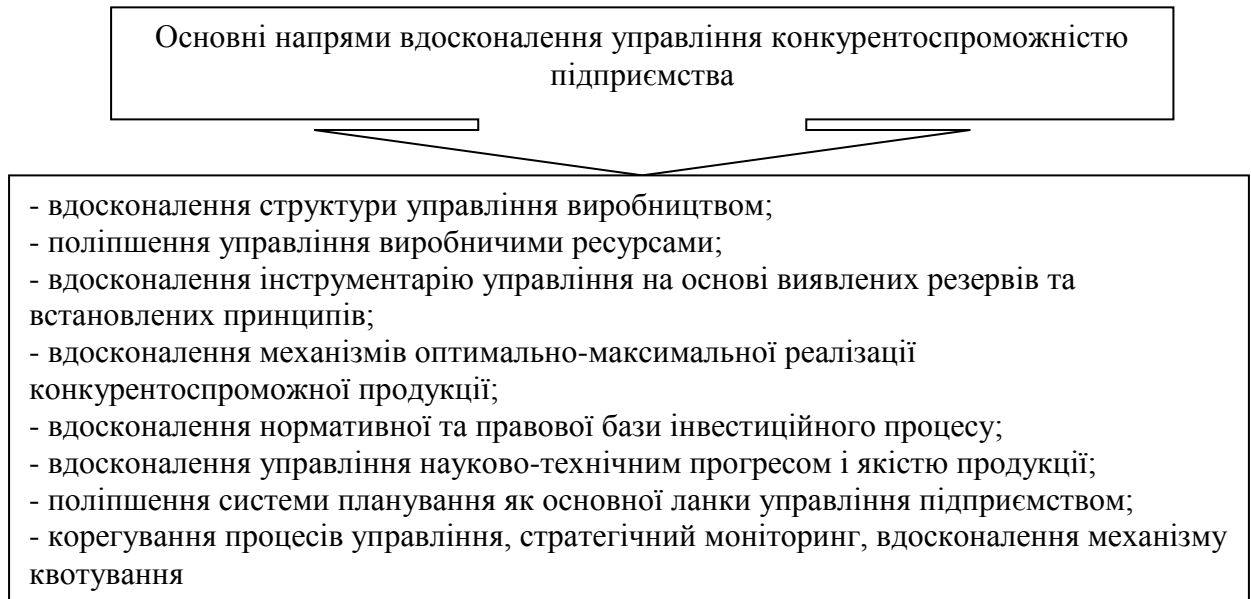 Основні напрями вдосконалення управління конкурентоспроможністю
підприємства
- вдосконалення структури управління виробництвом;
- поліпшення управління виробничими ресурсами;
- вдосконалення інструментарію управління на основі виявлених резервів та
встановлених принципів;
- вдосконалення механізмів оптимально-максимальної реалізації
конкурентоспроможної продукції;
- вдосконалення нормативної та правової бази інвестиційного процесу;
- вдосконалення управління науково-технічним прогресом і якістю продукції;
- поліпшення системи планування як основної ланки управління підприємством;
- корегування процесів управління, стратегічний моніторинг, вдосконалення механізму
квотування